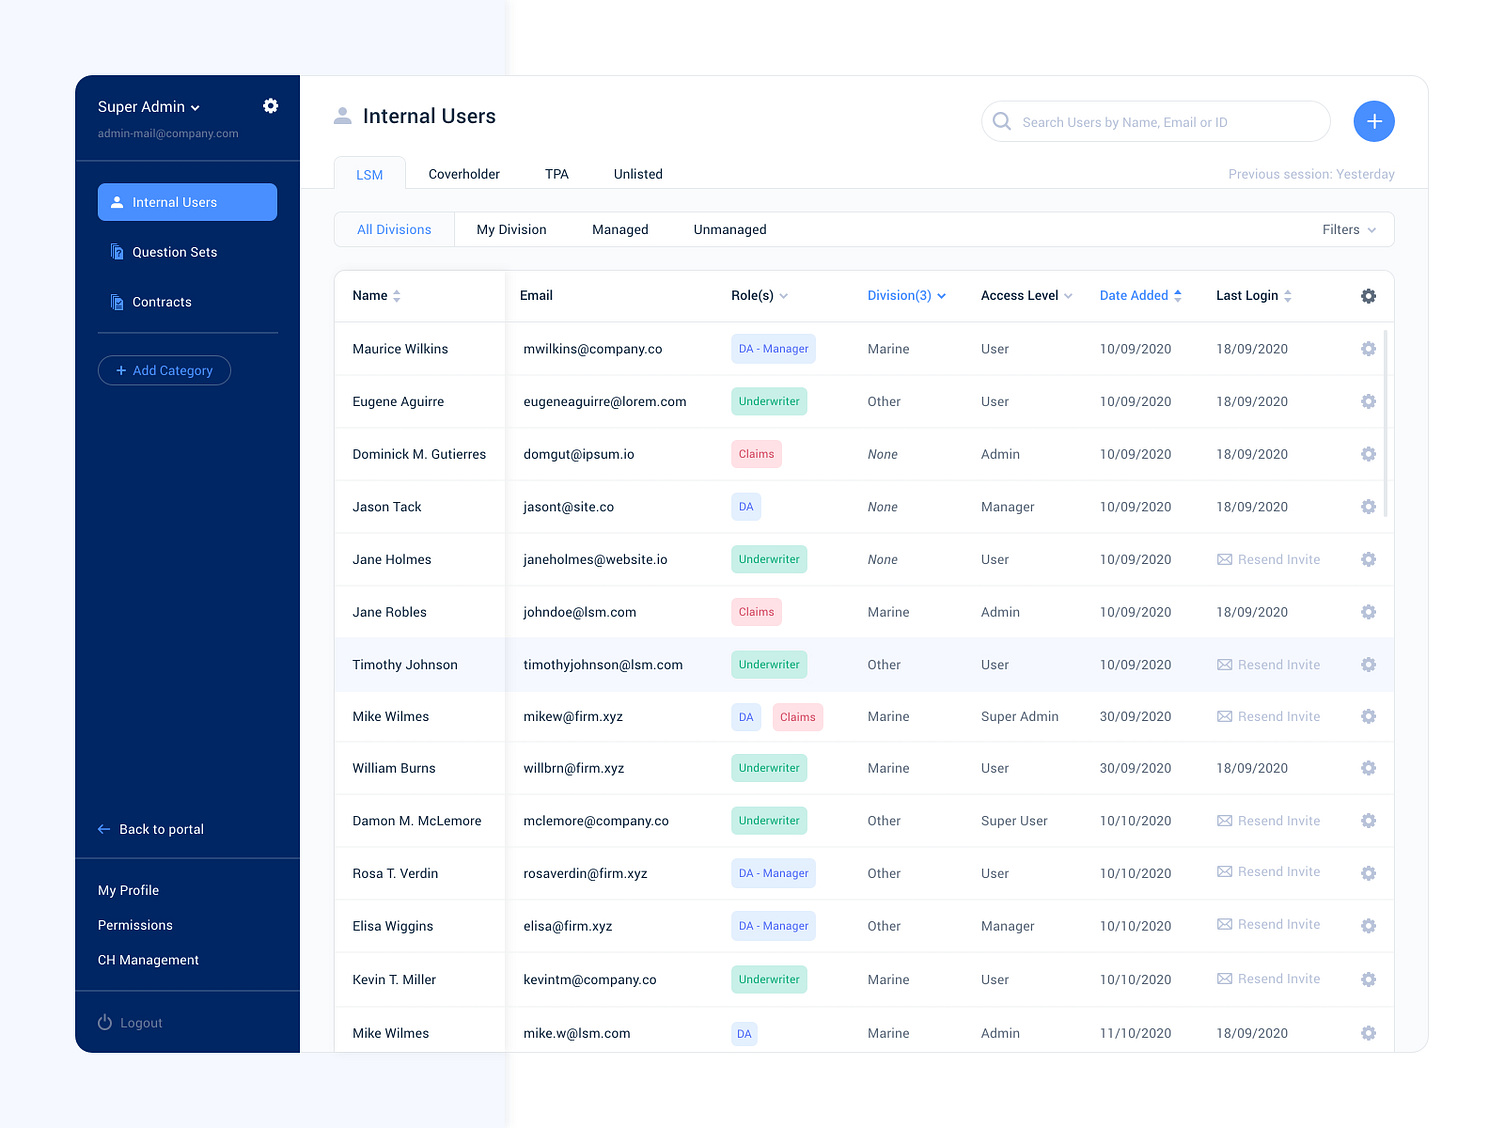 Super Admin
admin-mail@company.com
Internal Users
Question Sets
Contracts
+ Add Category
Back to portal
My Profile
Permissions
CH Management
Logout
Internal Users
Search Users by Name, Email or ID
LSM Coverholder TPA Unlisted
Previous session: Yesterday
All Divisions My Division Managed Unmanaged Filters
Name Email Role(s) Division(3) Access Level Date Added Last Login
Maurice Wilkins mwilkins@company.co DA - Manager Marine User 10/09/2020 18/09/2020
Eugene Aguirre eugeneaguirre@lorem.com Underwriter Other User 10/09/2020 18/09/2020
Dominick M. Gutierres domgut@ipsum.io Claims None Admin 10/09/2020 18/09/2020
Jason Tack jasont@site.co DA None Manager 10/09/2020 18/09/2020
Jane Holmes janeholmes@website.io Underwriter None User 10/09/2020 Resend Invite
Jane Robles johndoe@lsm.com Claims Marine Admin 10/09/2020 18/09/2020
Timothy Johnson timothyjohnson@lsm.com Underwriter Other User 10/09/2020 Resend Invite
Mike Wilmes mikew@firm.xyz DA Claims Marine Super Admin 30/09/2020 Resend Invite
William Burns willbrn@firm.xyz Underwriter Marine User 30/09/2020 18/09/2020
Damon M. McLemore mclemore@company.co Underwriter Other Super User 10/10/2020 Resend Invite
Rosa T. Verdin rosaverdin@firm.xyz DA - Manager Other User 10/10/2020 Resend Invite
Elisa Wiggins elisa@firm.xyz DA - Manager Other Manager 10/10/2020 Resend Invite
Kevin T. Miller kevintm@company.co Underwriter Marine User 10/10/2020 Resend Invite
Mike Wilmes mike.w@lsm.com DA Marine Admin 11/10/2020 18/09/2020